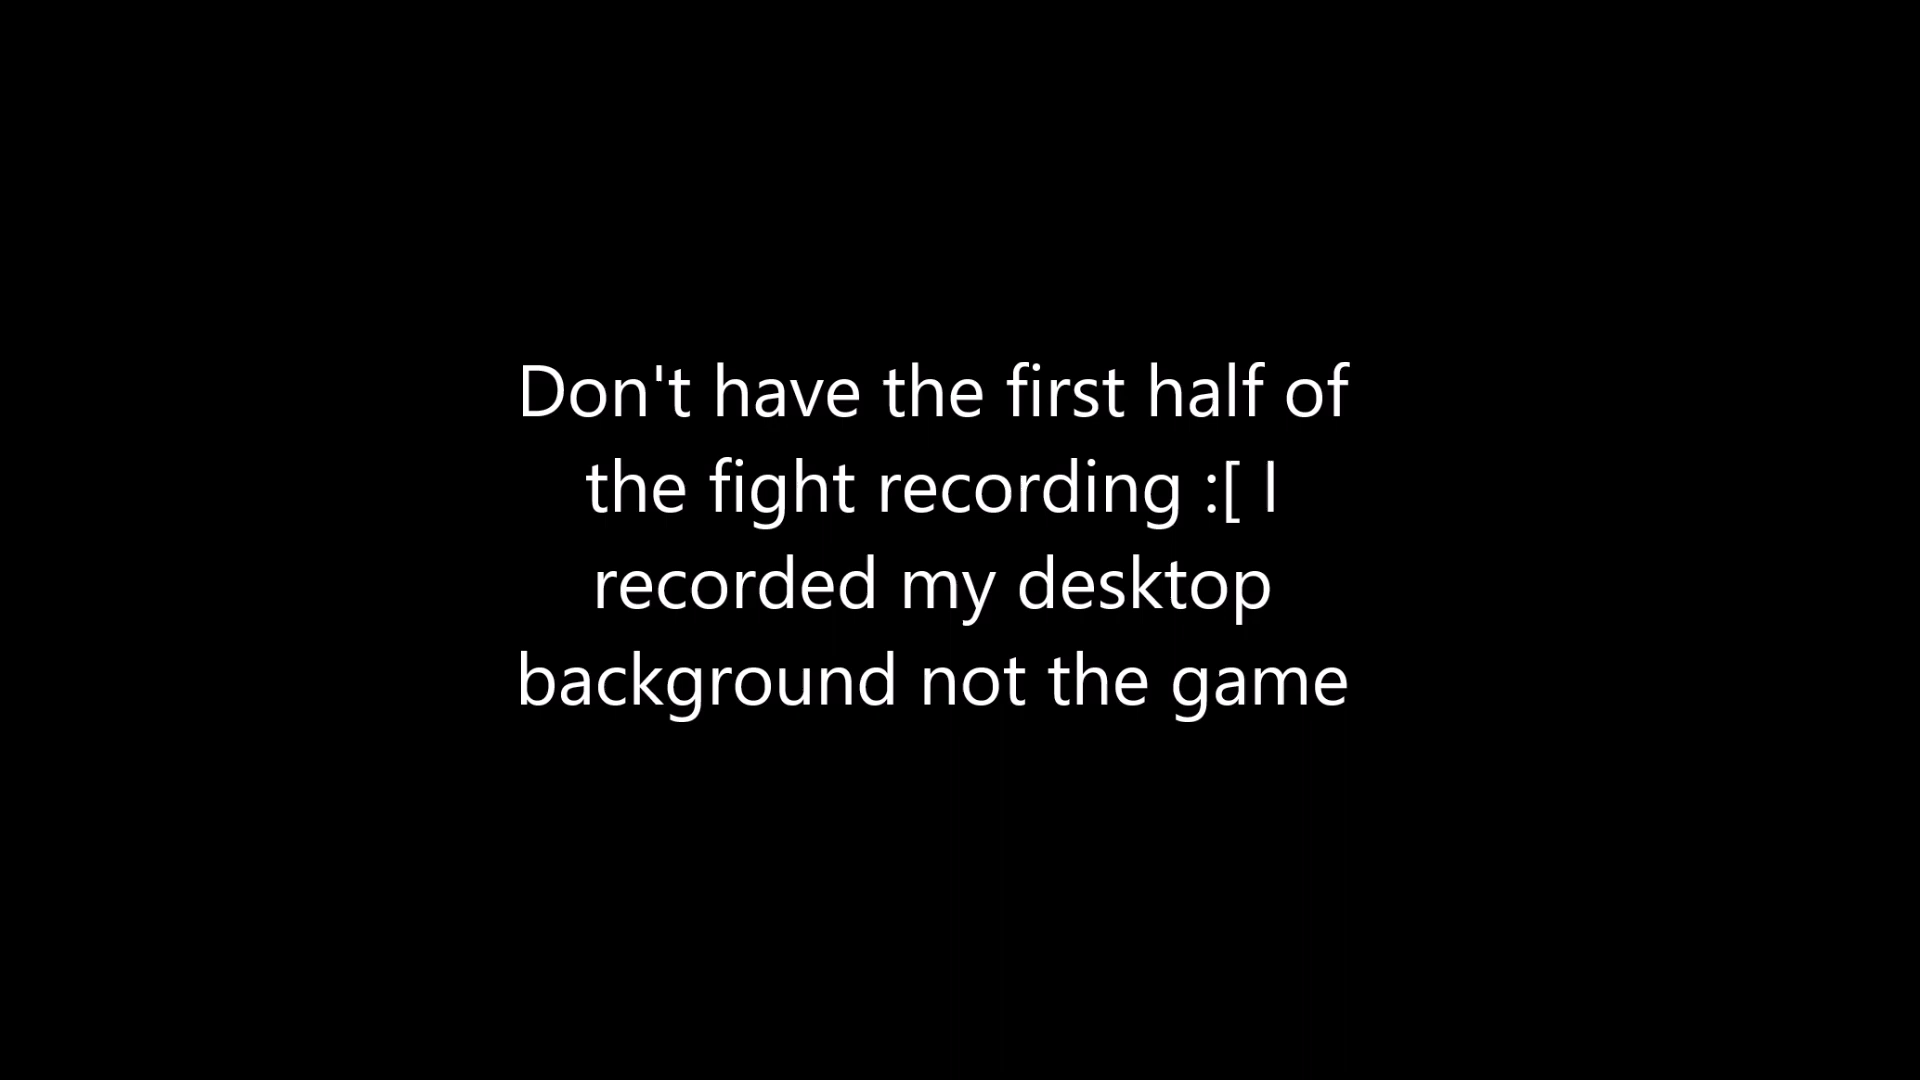 Don't have the first half of
the fight recording :[ I
recorded my desktop
background not the game